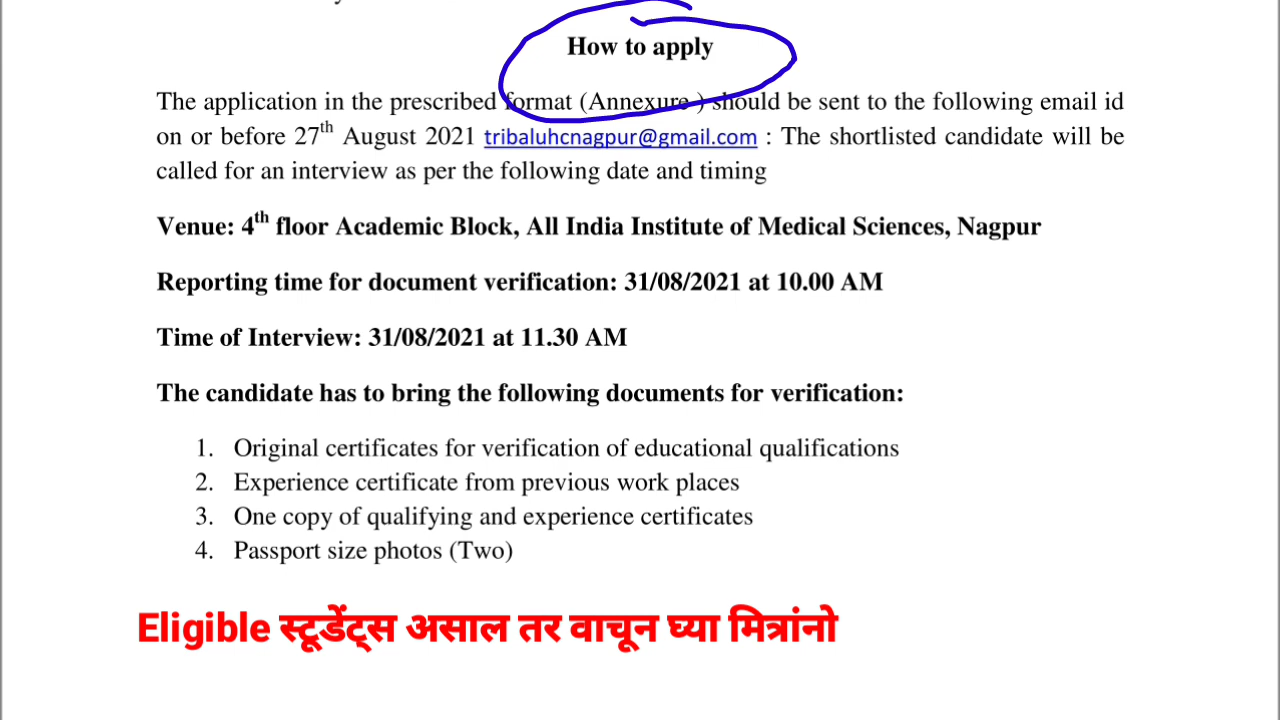 How to apply
The application in the prescribed format (Annexure ) should be sent to the following email id
on or before 27th August 2021 tribaluhcnagpur@gmail.com : The shortlisted candidate will be
called for an interview as per the following date and timing
Venue: 4th floor Academic Block, All India Institute of Medical Sciences, Nagpur
Reporting time for document verification: 31/08/2021 at 10.00 AM
Time of Interview: 31/08/2021 at 11.30 AM
The candidate has to bring the following documents for verification:
1. Original certificates for verification of educational qualifications
2. Experience certificate from previous work places
3. One copy of qualifying and experience certificates
4. Passport size photos (Two)
Eligible स्टूडेंट्स असाल तर वाचून घ्या मित्रांनो